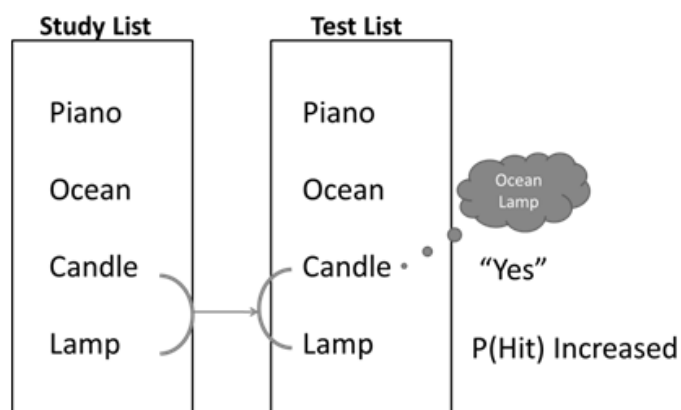 Study List
Piano
Ocean
Candle
Lamp
Test List
Piano
Ocean
Candle
Lamp
Ocean
Lamp
“Yes”
P(Hit) Increased